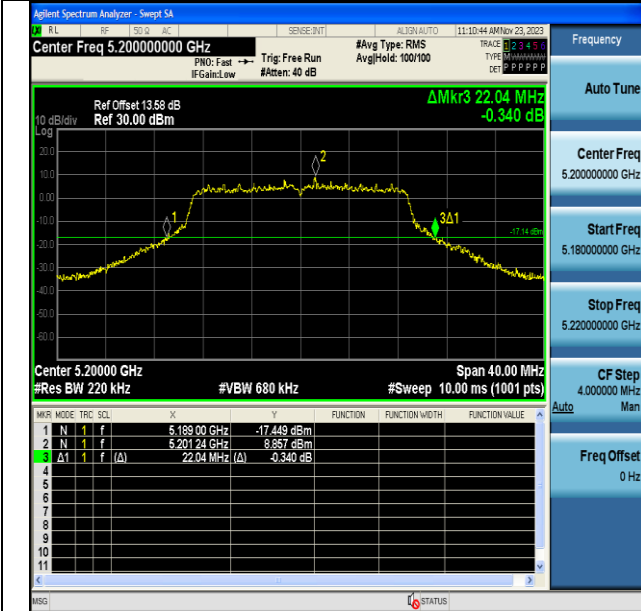 Agilent Spectrum Analyzer - Swept SA
RL RF 50 Ω AC SENSE:INT ALIGN AUTO 11:10:44 AM Nov 23, 2023
Center Freq 5.200000000 GHz
#Avg Type: RMS
TRACE 1 2 3 4 5 6
PNO: Fast Trig: Free Run
Avg|Hold: 100/100
TYPE MWWWWW
IFGain:Low #Atten: 40 dB
DET P P P P P P
ΔMkr3 22.04 MHz
-0.340 dB
Ref Offset 13.58 dB
10 dB/div Ref 30.00 dBm
Log
20.0
10.0
0.00
-10.0
-20.0
-30.0
-40.0
-50.0
-60.0
1
2
3Δ1
-17.14 dBm
Center 5.20000 GHz Span 40.00 MHz
#Res BW 220 kHz #VBW 680 kHz #Sweep 10.00 ms (1001 pts)
MKR MODE TRC SCL X Y FUNCTION FUNCTION WIDTH FUNCTION VALUE
1 N 1 f 5.189 00 GHz -17.449 dBm
2 N 1 f 5.201 24 GHz 8.857 dBm
3 Δ1 1 f (Δ) 22.04 MHz (Δ) -0.340 dB
4
5
6
7
8
9
10
11
MSG STATUS
Frequency
Auto Tune
Center Freq
5.200000000 GHz
Start Freq
5.180000000 GHz
Stop Freq
5.220000000 GHz
CF Step
4.000000 MHz
Auto Man
Freq Offset
0 Hz